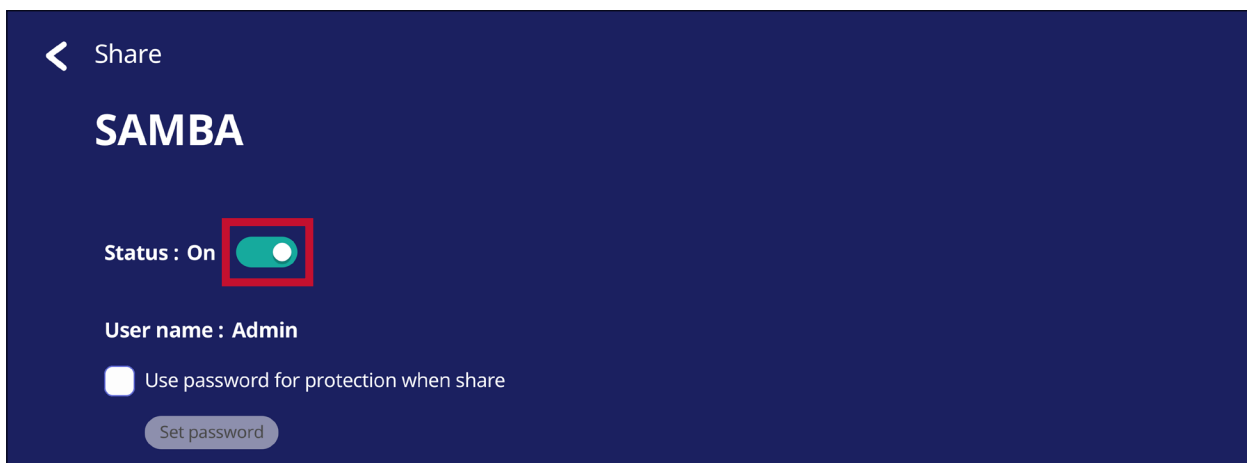 Share
SAMBA
Status : On
User name : Admin
Use password for protection when share
Set password